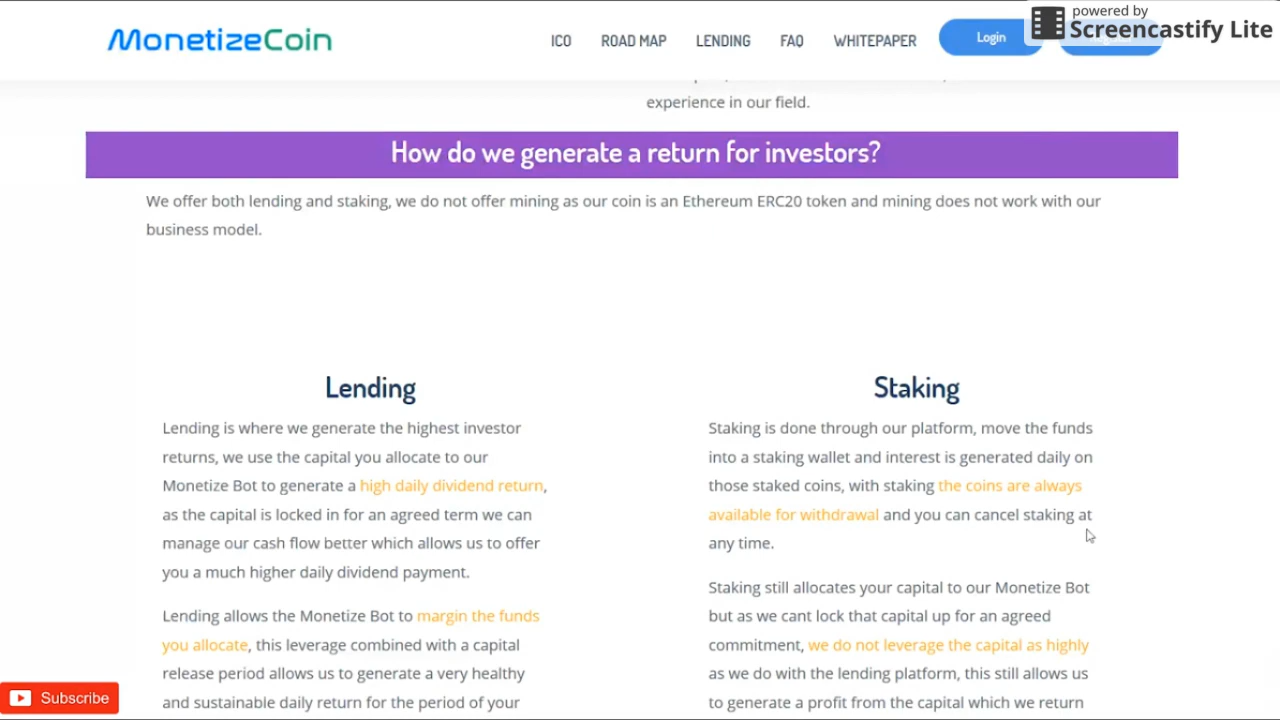 powered by
Screencastify Lite
MonetizeCoin
ICO ROAD MAP LENDING FAQ WHITEPAPER Login
experience in our field.
How do we generate a return for investors?
We offer both lending and staking, we do not offer mining as our coin is an Ethereum ERC20 token and mining does not work with our
business model.
Lending
Lending is where we generate the highest investor
returns, we use the capital you allocate to our
Monetize Bot to generate a high daily dividend return,
as the capital is locked in for an agreed term we can
manage our cash flow better which allows us to offer
you a much higher daily dividend payment.
Lending allows the Monetize Bot to margin the funds
you allocate, this leverage combined with a capital
release period allows us to generate a very healthy
and sustainable daily return for the period of your
Staking
Staking is done through our platform, move the funds
into a staking wallet and interest is generated daily on
those staked coins, with staking the coins are always
available for withdrawal and you can cancel staking at
any time.
Staking still allocates your capital to our Monetize Bot
but as we cant lock that capital up for an agreed
commitment, we do not leverage the capital as highly
as we do with the lending platform, this still allows us
to generate a profit from the capital which we return
Subscribe